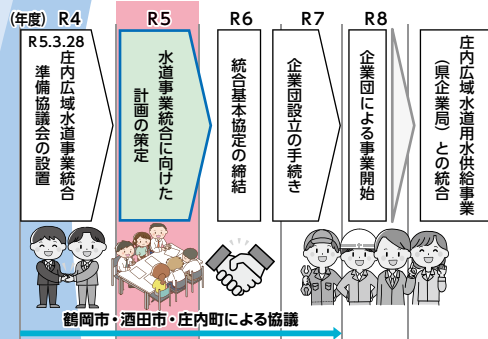 （年度） R4 R5 R6 R7 R8
R5.3.28
庄内広域水道事業統合
準備協議会の設置
水道事業統合に向けた
計画の策定
統合基本協定の締結
企業団設立の手続き
企業団による事業開始
庄内広域水道用水供給事業
（県企業局）との統合
鶴岡市・酒田市・庄内町による協議